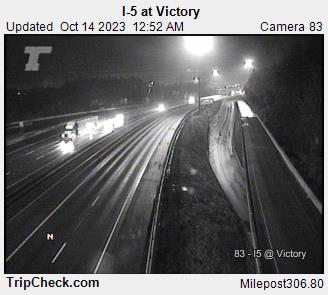 I-5 at Victory
Updated Oct 14 2023 12:52 AM Camera 83
T
N
83 - I5 @ Victory
TripCheck.com Milepost306.80